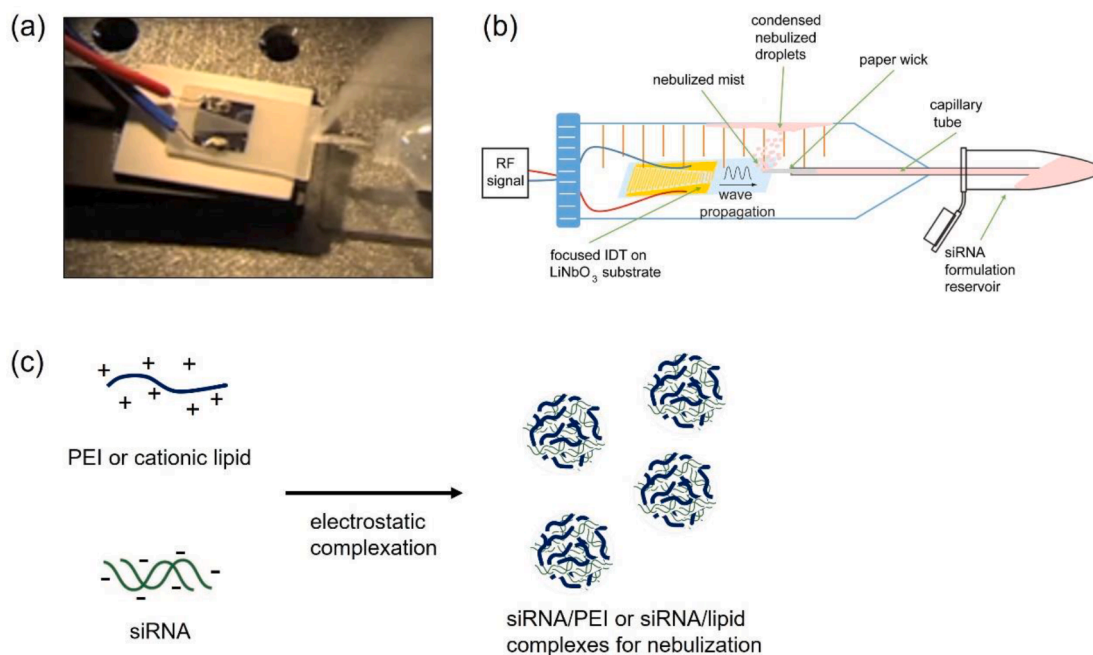 (a)
(b)
condensed
nebulized
droplets
nebulized mist
paper wick
capillary
tube
RF
signal
wave
propagation
focused IDT on
LiNbO3 substrate
siRNA
formulation
reservoir
(c)
+ + + + + + +
PEI or cationic lipid
electrostatic
complexation
- - - - - - -
siRNA
siRNA/PEI or siRNA/lipid
complexes for nebulization